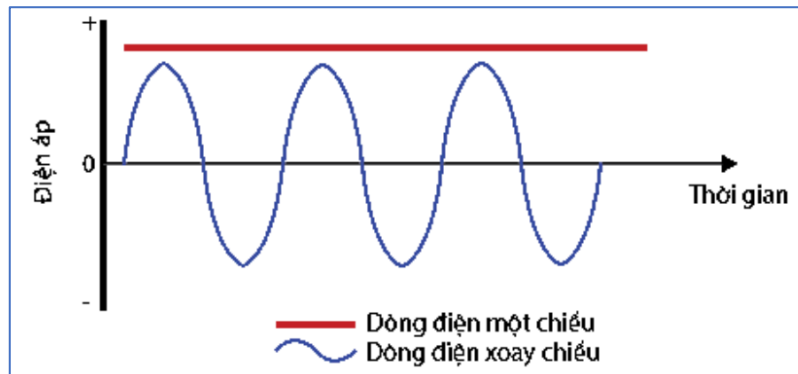 +
Điện áp
0
Thời gian
-
Dòng điện một chiều
Dòng điện xoay chiều